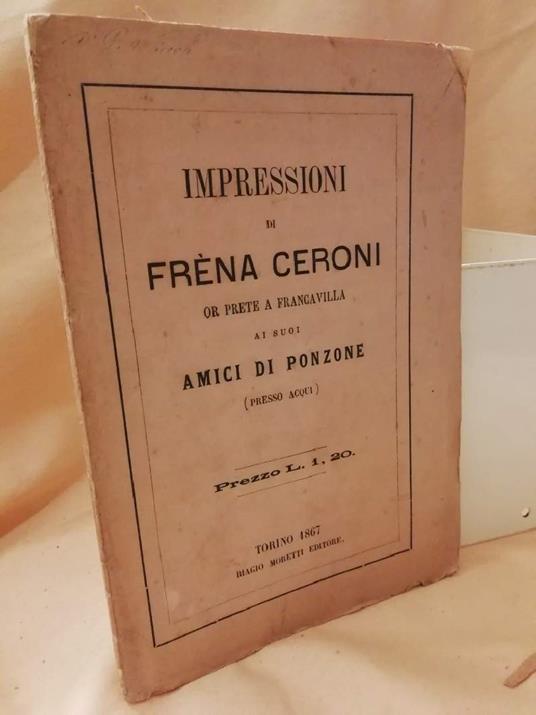 IMPRESSIONI
DI
FRÈNA CERONI
OR PRETE A FRANCAVILLA
AI SUOI
AMICI DI PONZONE
(PRESSO ACQUI)
Prezzo L. 1, 20.
TORINO 1867
BIAGIO MORETTI EDITORE.